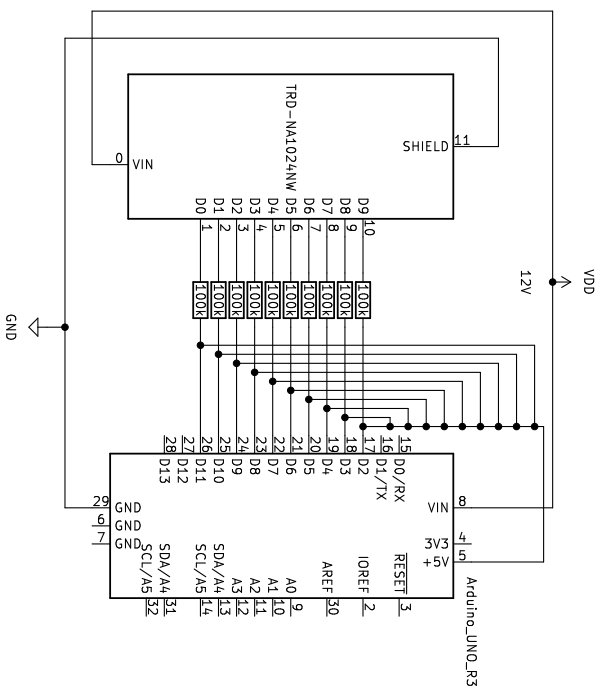 TRD-NA1024NW
SHIELD
11
0
VIN
D0
D1
D2
D3
D4
D5
D6
D7
D8
D9
1
2
3
4
5
6
7
8
9
10
100k
100k
100k
100k
100k
100k
100k
100k
100k
100k
12V
VDD
GND
28
27
26
25
24
23
22
21
20
19
18
17
16
15
D13
D12
D11
D10
D9
D8
D7
D6
D5
D4
D3
D2
D1/TX
D0/RX
29
GND
6
GND
7
GND
VIN
8
3V3
4
+5V
5
SCL/A5
SDA/A4
SCL/A5
SDA/A4
A3
A2
A1
A0
AREF
IOREF
RESET
32
31
14
13
12
11
10
9
30
2
3
Arduino_UNO_R3